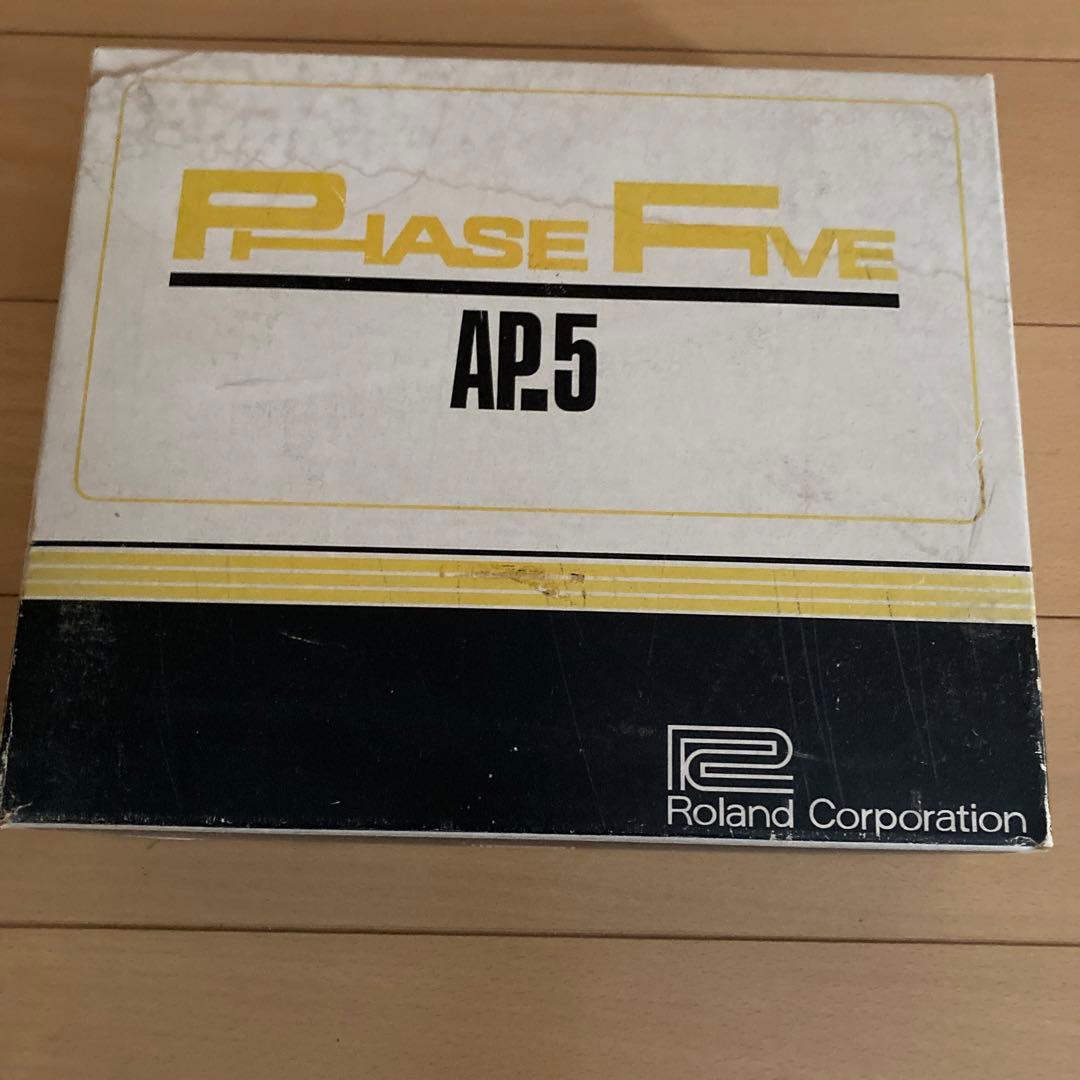 PHASE FIVE
AP-5
Roland Corporation